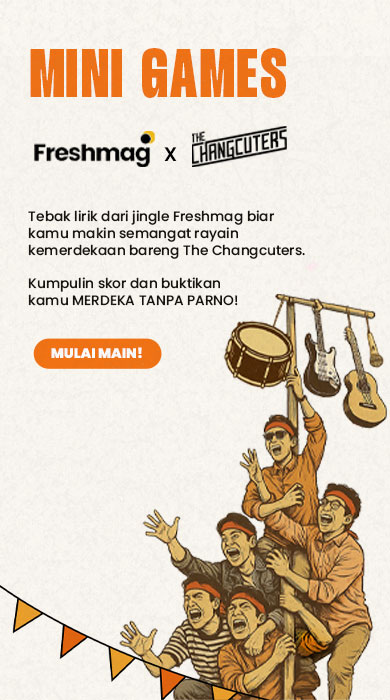 MINI GAMES
Freshmag x THE CHANGCUTERS
Tebak lirik dari jingle Freshmag biar
kamu makin semangat rayain
kemerdekaan bareng The Changcuters.
Kumpulin skor dan buktikan
kamu MERDEKA TANPA PARNO!
MULAI MAIN!